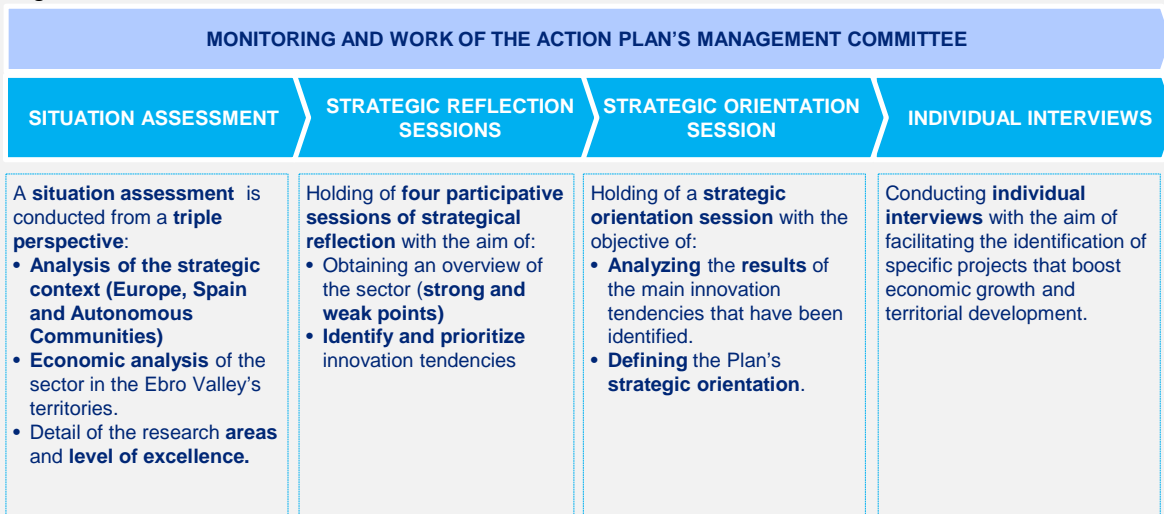 MONITORING AND WORK OF THE ACTION PLAN'S MANAGEMENT COMMITTEE
SITUATION ASSESSMENT
STRATEGIC REFLECTION
SESSIONS
STRATEGIC ORIENTATION
SESSION
INDIVIDUAL INTERVIEWS
A situation assessment is
conducted from a triple
perspective:
• Analysis of the strategic
context (Europe, Spain
and Autonomous
Communities)
• Economic analysis of the
sector in the Ebro Valley's
territories.
• Detail of the research areas
and level of excellence.
Holding of four participative
sessions of strategical
reflection with the aim of:
• Obtaining an overview of
the sector (strong and
weak points)
• Identify and prioritize
innovation tendencies
Holding of a strategic
orientation session with the
objective of:
• Analyzing the results of
the main innovation
tendencies that have been
identified.
• Defining the Plan's
strategic orientation.
Conducting individual
interviews with the aim of
facilitating the identification of
specific projects that boost
economic growth and
territorial development.